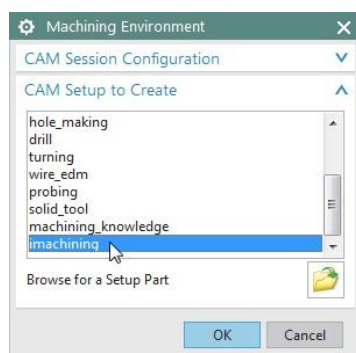 Machining Environment
CAM Session Configuration
CAM Setup to Create
hole_making
drill
turning
wire_edm
probing
solid_tool
machining_knowledge
imachining
Browse for a Setup Part
OK Cancel